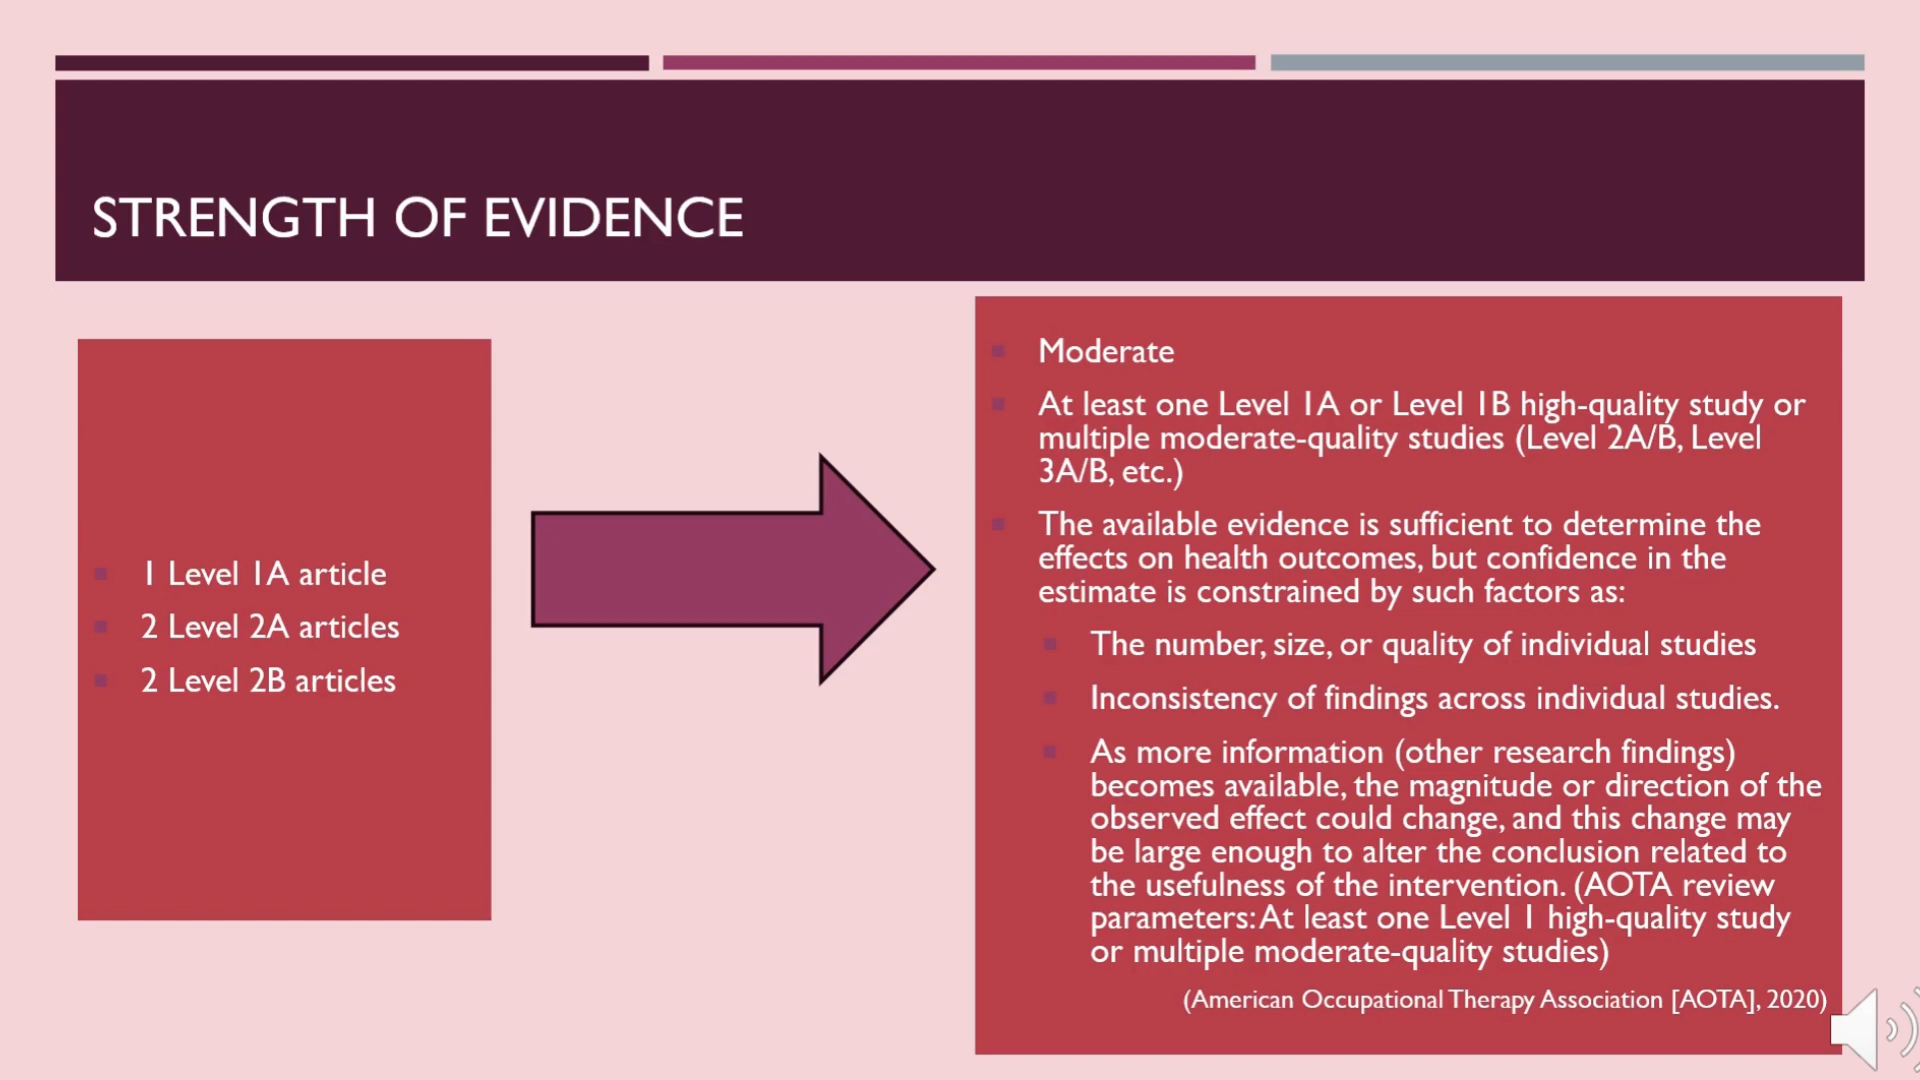 STRENGTH OF EVIDENCE
1 Level 1A article
2 Level 2A articles
2 Level 2B articles
Moderate
At least one Level 1A or Level 1B high-quality study or
multiple moderate-quality studies (Level 2A/B, Level
3A/B, etc.)
The available evidence is sufficient to determine the
effects on health outcomes, but confidence in the
estimate is constrained by such factors as:
The number, size, or quality of individual studies
Inconsistency of findings across individual studies.
As more information (other research findings)
becomes available, the magnitude or direction of the
observed effect could change, and this change may
be large enough to alter the conclusion related to
the usefulness of the intervention. (AOTA review
parameters: At least one Level 1 high-quality study
or multiple moderate-quality studies)
(American Occupational Therapy Association [AOTA], 2020)